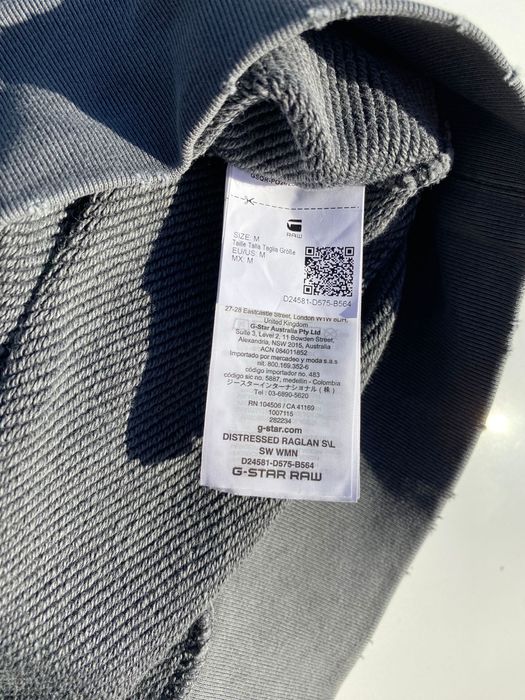 RAW
SIZE: M
Taille Talla Taglia Größe
EU/US: M
MX: M
D24581-D575-B564
27-28 Eastcastle Street, London W1W 8DH,
United Kingdom
G-Star Australia Pty Ltd
Suite 3, Level 2, 11 Bowden Street,
Alexandria, NSW 2015, Australia
ACN 084011852
Importado por mercadeo y moda s.a.s
nit. 800.169.352-6
código importador no. 483
código sic no. 5887, medellin - Colombia
ジースターインターナショナル (株)
Tel : 03-6890-5620
RN 104506 / CA 41169
1007115
282234
g-star.com
DISTRESSED RAGLAN S\L
SW WMN
D24581-D575-B564
G-STAR RAW